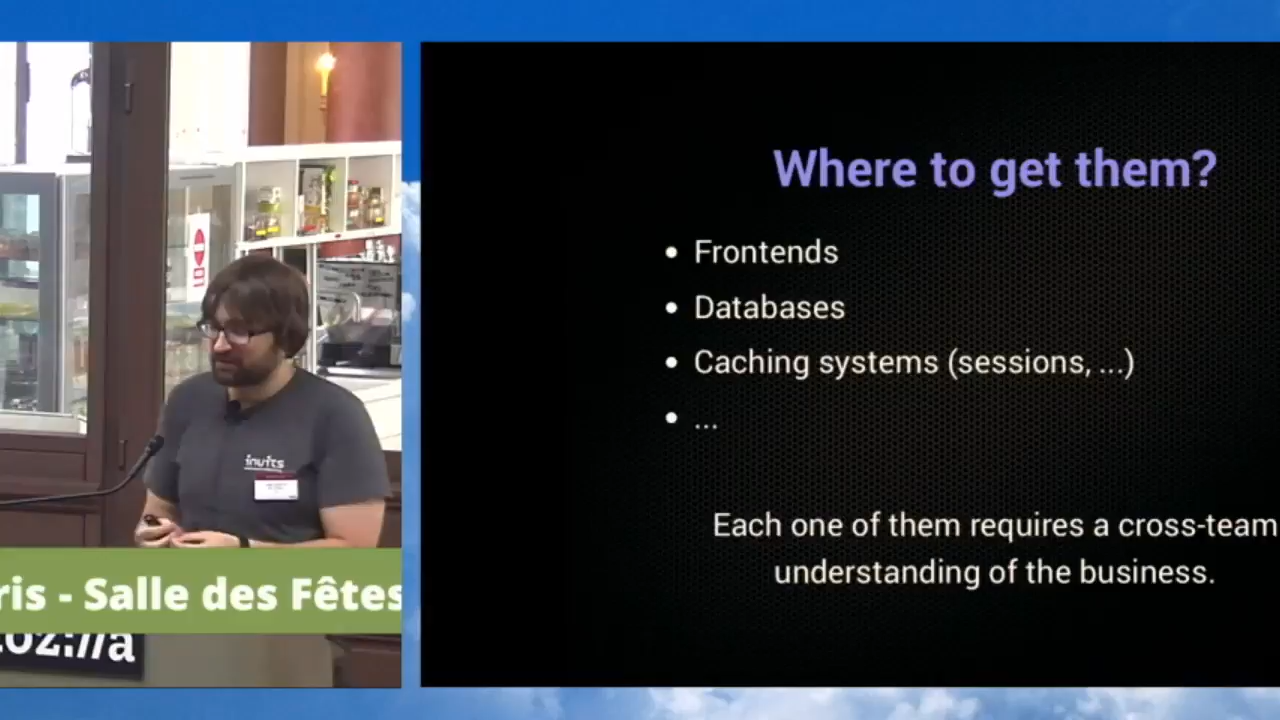 Where to get them?
• Frontends
• Databases
• Caching systems (sessions, ...)
• ...
Each one of them requires a cross-team
understanding of the business.
inuits
ris - Salle des Fêtes
oz://a